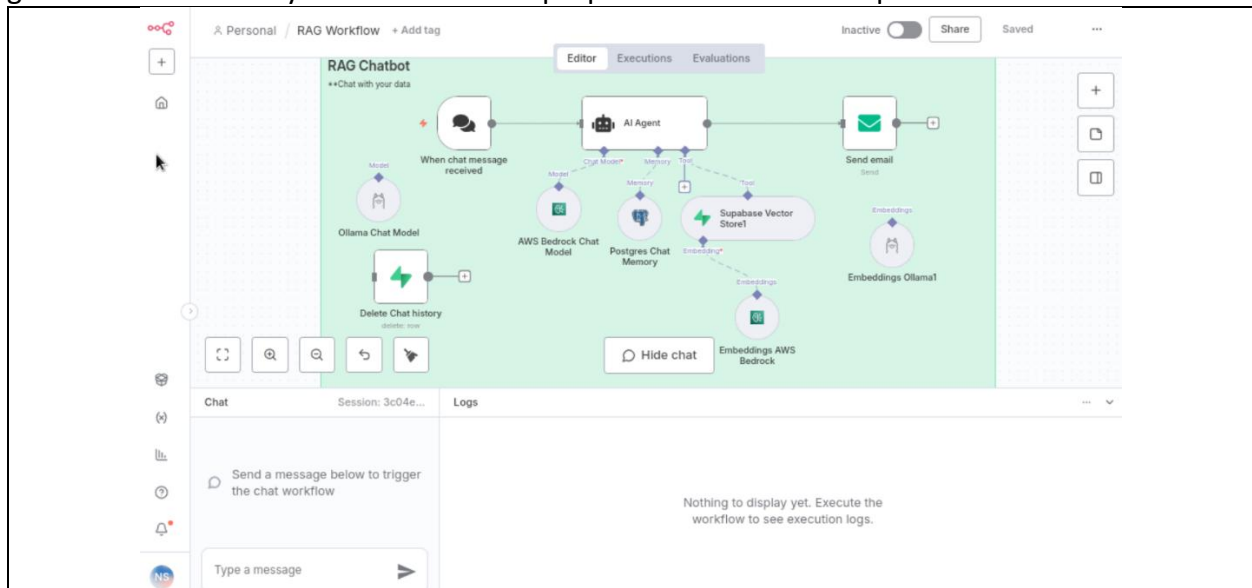 Personal / RAG Workflow + Add tag
Inactive
Share
Saved
Editor
Executions
Evaluations
RAG Chatbot
**Chat with your data
When chat message
received
AI Agent
Chat Model*
Memory
Tool
Send email
Send
Model
Ollama Chat Model
Model
AWS Bedrock Chat
Model
Memory
Postgres Chat
Memory
Tool
Supabase Vector
Store1
Embedding*
Embeddings
Embeddings Ollama1
Delete Chat history
delete: row
Embeddings
Embeddings AWS
Bedrock
Hide chat
Chat
Session: 3c04e...
Logs
Send a message below to trigger
the chat workflow
Nothing to display yet. Execute the
workflow to see execution logs.
Type a message
NS